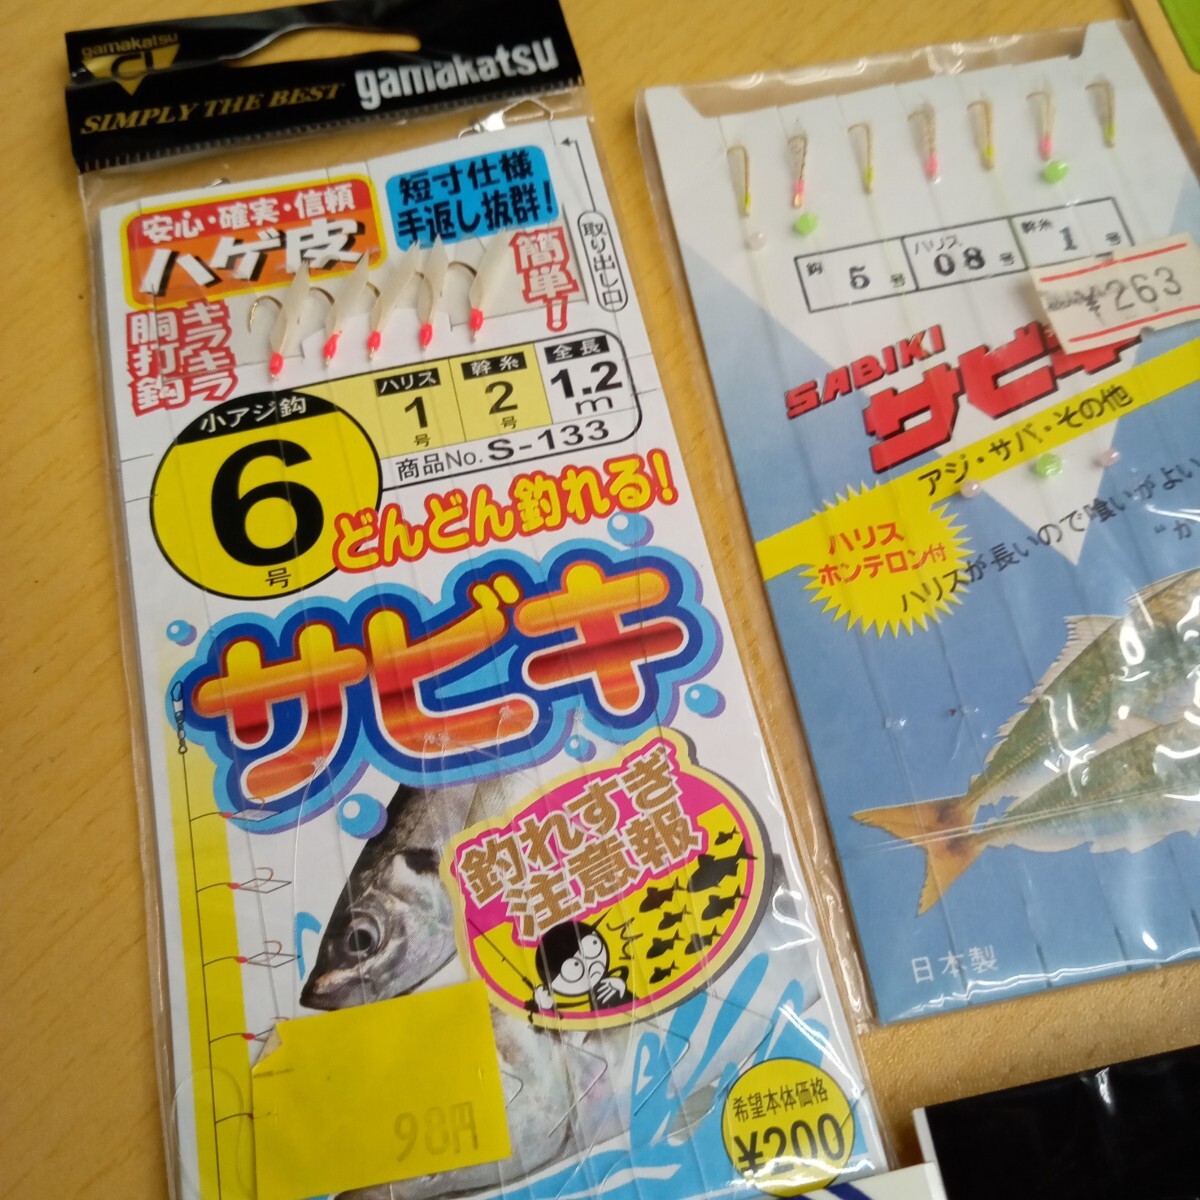 gamakatsu
G
SIMPLY THE BEST
gamakatsu
安心・確実・信頼
ハゲ皮
短寸仕様
手返し抜群!
取り出し口
簡単!
キラキラ
胴打鈎
小アジ鈎
6
号
ハリス
1
号
幹糸
2
号
全長
1.2
m
商品No. S-133
どんどん釣れる!
サビキ
釣れすぎ
注意報
90円
希望本体価格
¥200
鈎
5
号
ハリス
08
号
幹糸
1
号
¥263
SABIKI
サビキ
アジ・サバ・その他
ハリス
ホンテロン付
ハリスが長いので喰いがよい
“か
日本製